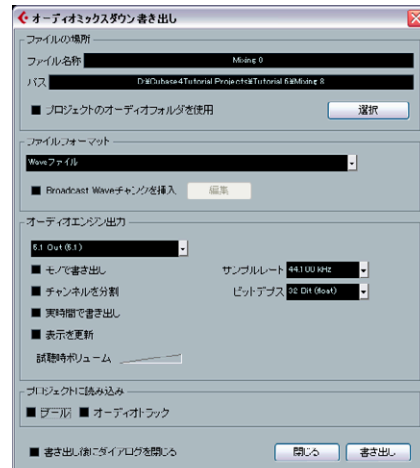 オーディオミックスダウン 書き出し
ファイルの場所
ファイル名称 Mixing 0
パス D:¥Cubase4Tutorial Projects¥Tutorial 6¥Mixing 8
プロジェクトのオーディオフォルダを使用 選択
ファイルフォーマット
Waveファイル
Broadcast Waveチャンクを挿入 編集
オーディオエンジン出力
5.1 Out (5.1)
モノで書き出し サンプルレート 44.100 kHz
チャンネルを分割 ビットデプス 32 Bit (float)
実時間で書き出し
表示を更新
試聴時ボリューム
プロジェクトに読み込み
プール オーディオトラック
書き出し後にダイアログを閉じる 閉じる 書き出し